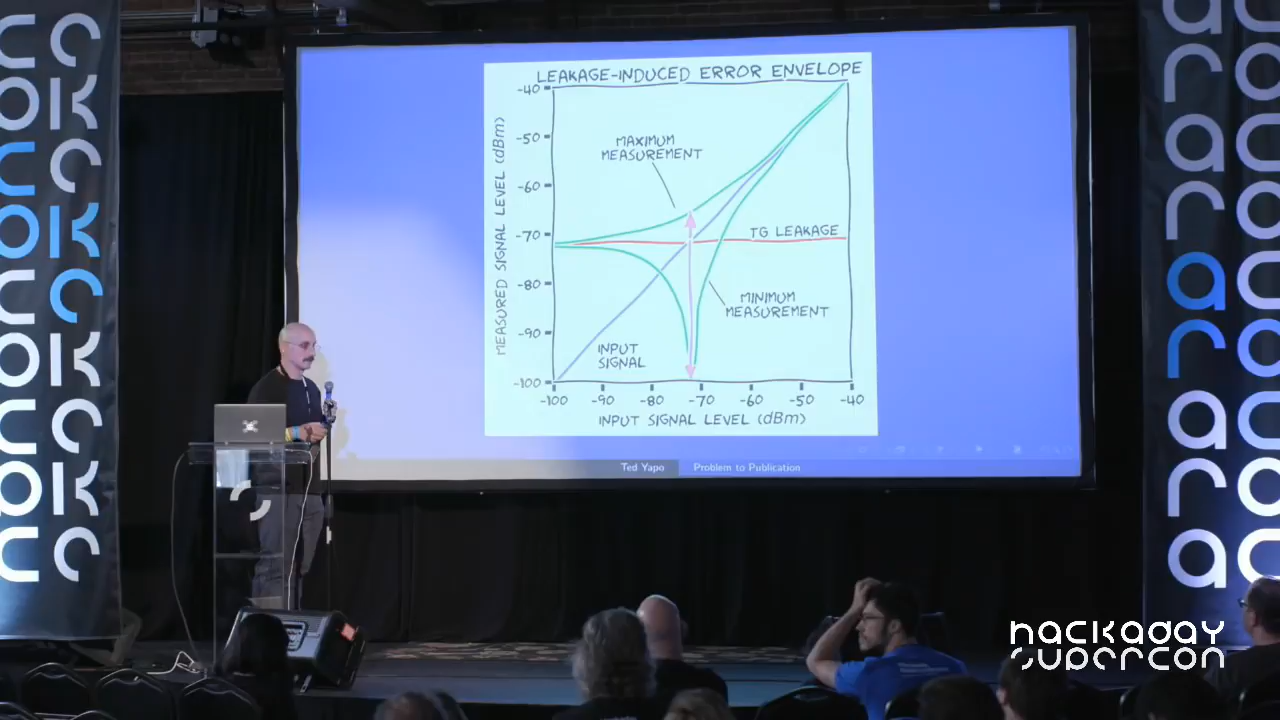 LEAKAGE-INDUCED ERROR ENVELOPE
MEASURED SIGNAL LEVEL (dBm)
-40
-50
-60
-70
-80
-90
-100
MAXIMUM
MEASUREMENT
TG LEAKAGE
MINIMUM
MEASUREMENT
INPUT
SIGNAL
-100
-90
-80
-70
-60
-50
-40
INPUT SIGNAL LEVEL (dBm)
Ted Yapo
Problem to Publication
hackaday
supercon